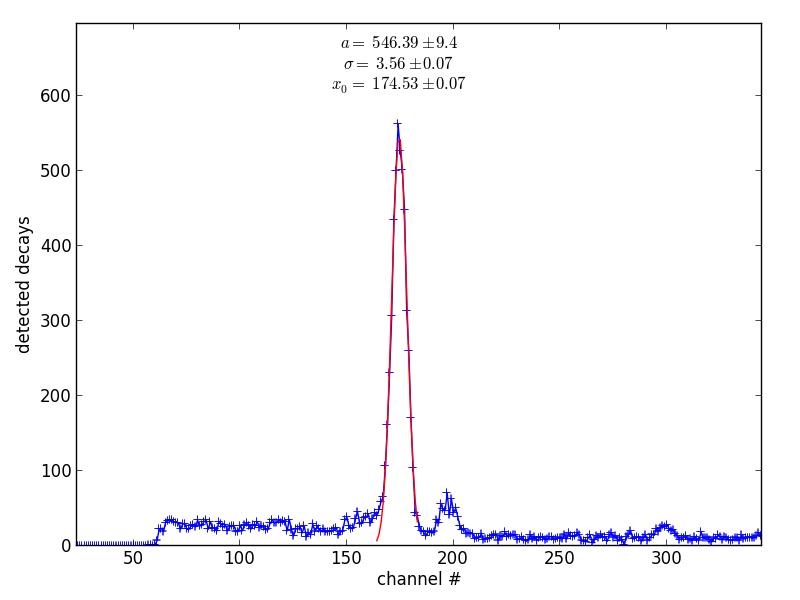 a = 546.39 ±9.4
σ = 3.56 ±0.07
x₀ = 174.53 ±0.07
600
500
400
300
200
100
0
detected decays
50 100 150 200 250 300
channel #